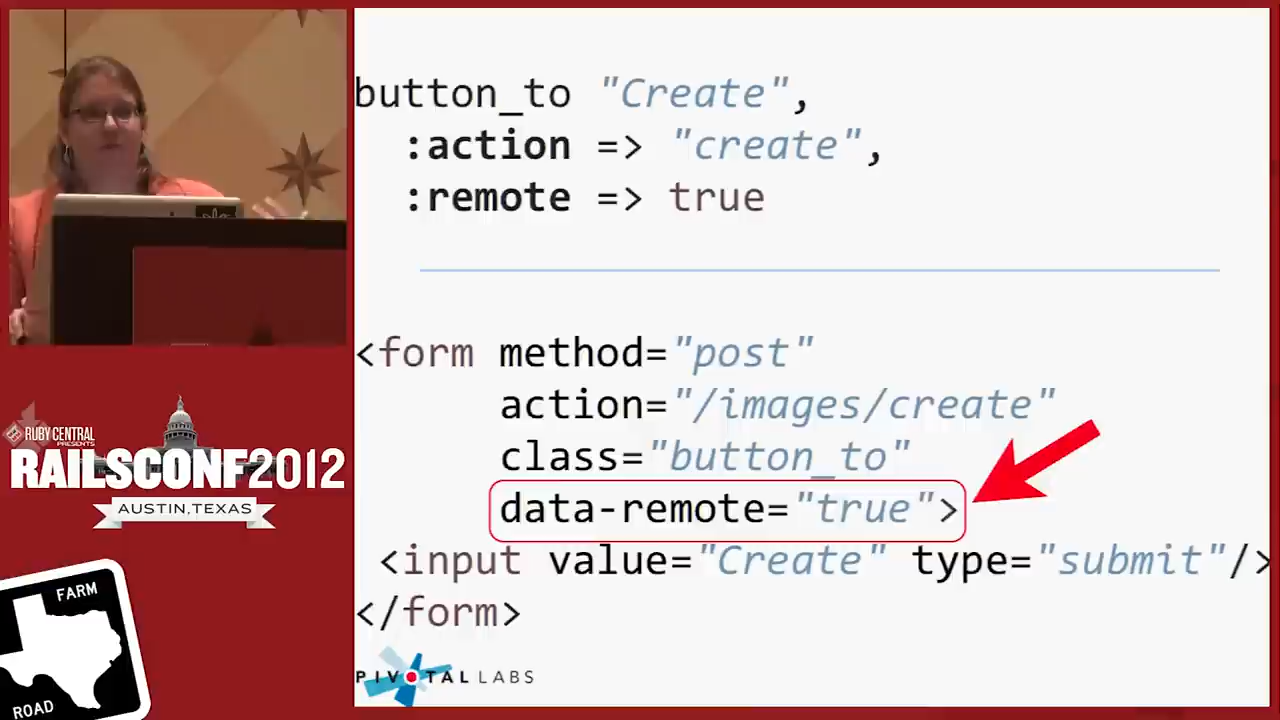 button_to "Create",
:action => "create",
:remote => true
<form method="post"
action="/images/create"
class="button_to"
data-remote="true">
<input value="Create" type="submit"/>
</form>
PIVOTAL LABS
RUBY CENTRAL
PRESENTS
RAILSCONF2012
AUSTIN, TEXAS
FARM
ROAD